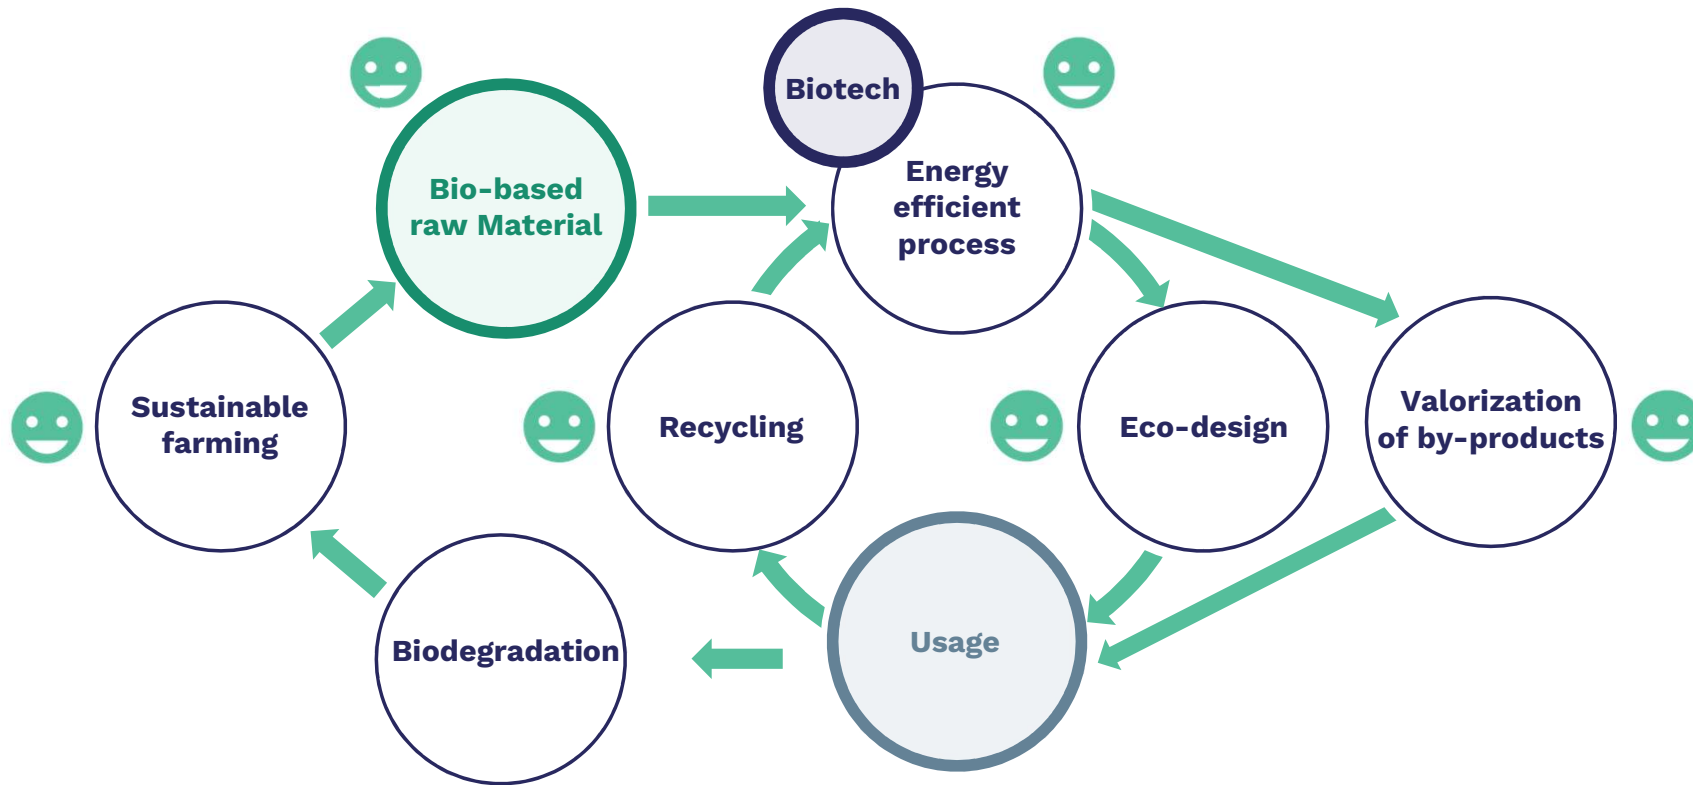 Biotech
Bio-based
raw Material
Energy
efficient
process
Sustainable
farming
Recycling
Eco-design
Valorization
of by-products
Biodegradation
Usage